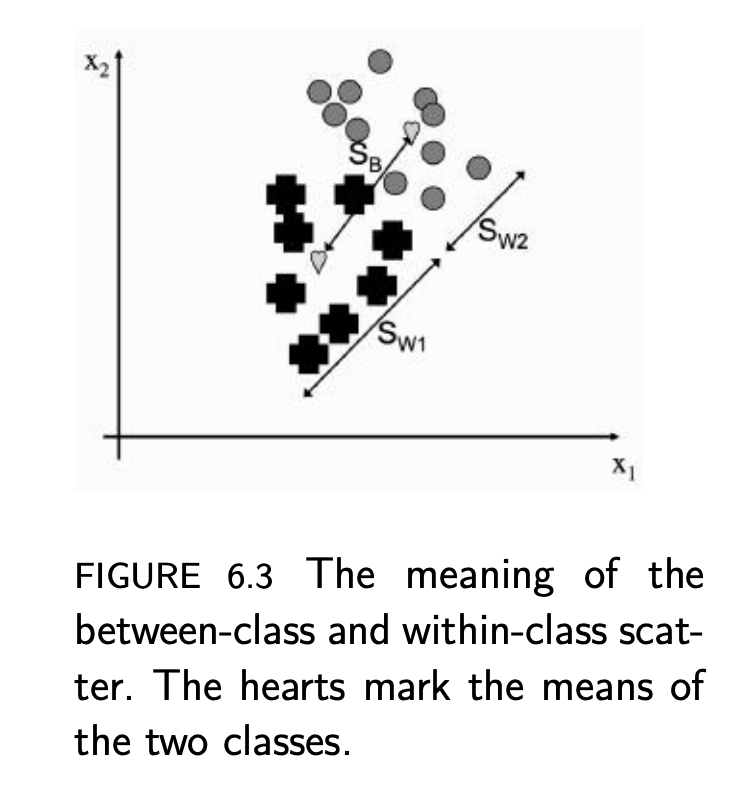 x2
SB
SW2
SW1
x1
FIGURE 6.3 The meaning of the
between-class and within-class scat-
ter. The hearts mark the means of
the two classes.